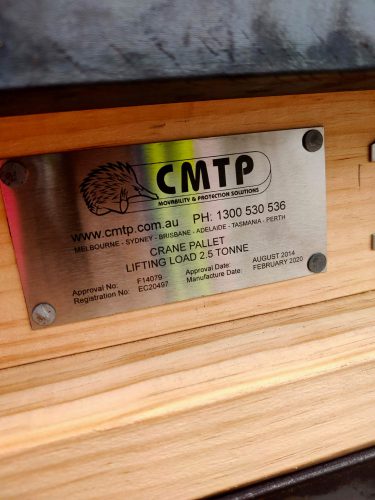 CMTP
MOVABILITY & PROTECTION SOLUTIONS
www.cmtp.com.au PH: 1300 530 536
MELBOURNE - SYDNEY - BRISBANE - ADELAIDE - TASMANIA - PERTH
CRANE PALLET
LIFTING LOAD 2.5 TONNE
Approval No: F14079 Approval Date: AUGUST 2014
Registration No: EC20497 Manufacture Date: FEBRUARY 2020